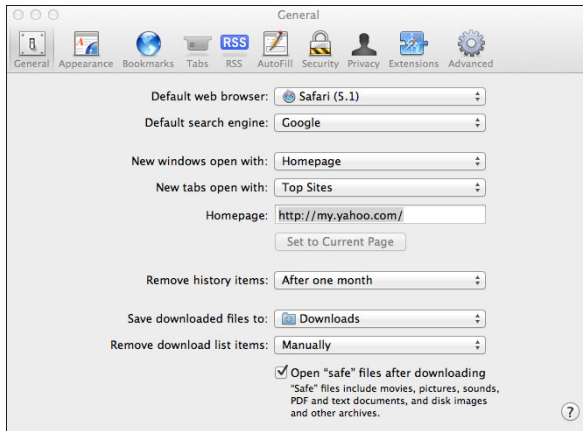 General
RSS
General Appearance Bookmarks Tabs RSS AutoFill Security Privacy Extensions Advanced
Default web browser: Safari (5.1)
Default search engine: Google
New windows open with: Homepage
New tabs open with: Top Sites
Homepage: http://my.yahoo.com/
Set to Current Page
Remove history items: After one month
Save downloaded files to: Downloads
Remove download list items: Manually
Open “safe” files after downloading
“Safe” files include movies, pictures, sounds,
PDF and text documents, and disk images
and other archives.
?